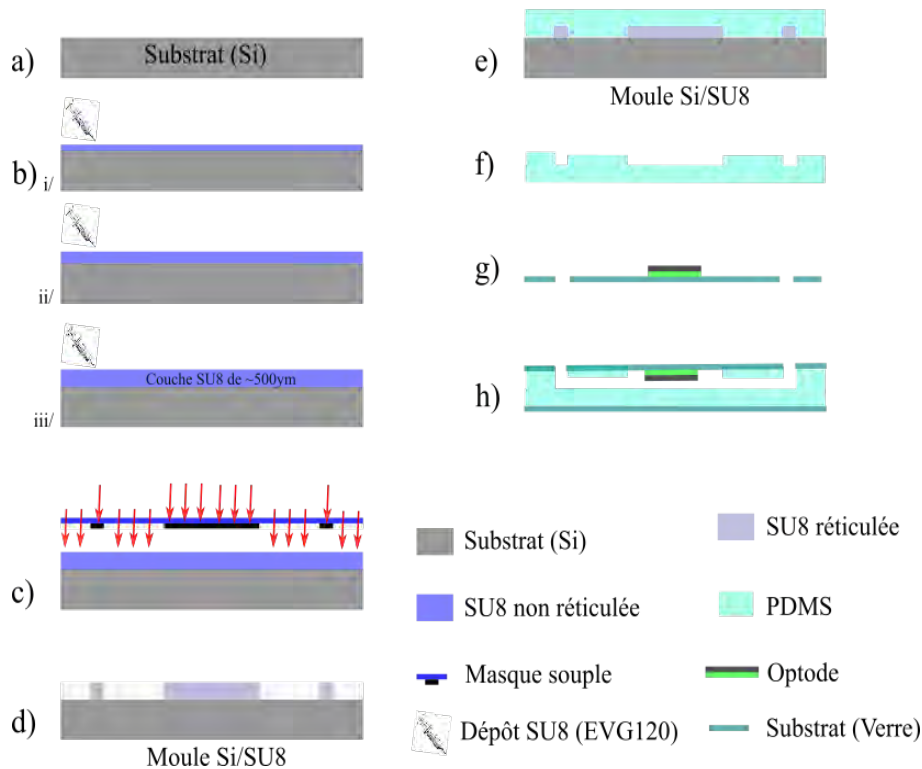 a)
Substrat (Si)
b)
i/
ii/
Couche SU8 de ~500ym
iii/
c)
d)
Moule Si/SU8
e)
Moule Si/SU8
f)
g)
h)
Substrat (Si)
SU8 réticulée
SU8 non réticulée
PDMS
Masque souple
Optode
Dépôt SU8 (EVG120)
Substrat (Verre)